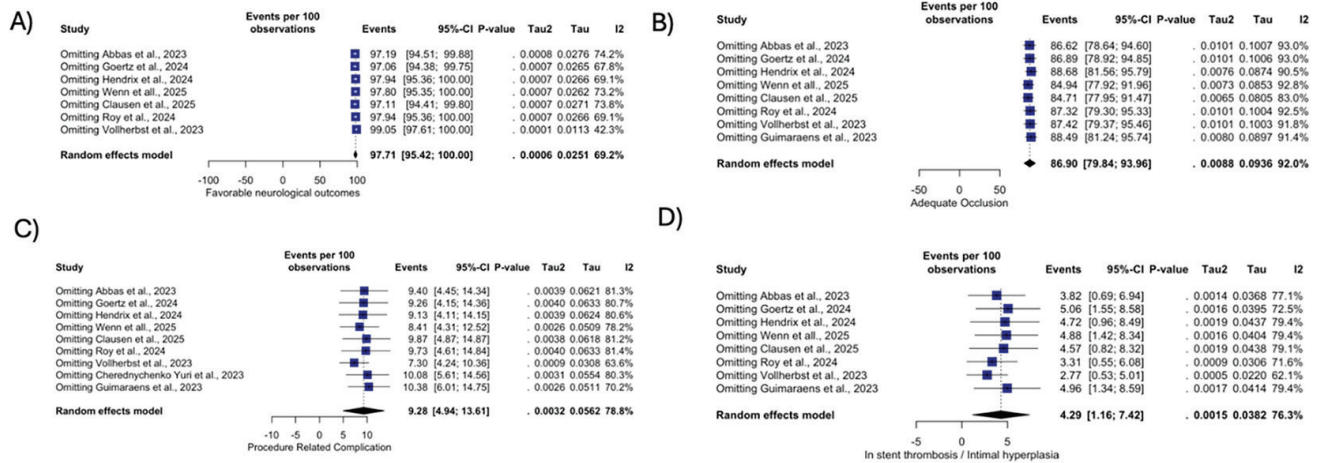 A)
Events per 100
observations
Study Events 95%-CI P-value Tau2 Tau I2
Omitting Abbas et al., 2023 97.19 [94.51; 99.88] . 0.0008 0.0276 74.2%
Omitting Goertz et al., 2024 97.06 [94.38; 99.75] . 0.0007 0.0265 67.8%
Omitting Hendrix et al., 2024 97.94 [95.36; 100.00] . 0.0007 0.0266 69.1%
Omitting Wenn et al., 2025 97.80 [95.35; 100.00] . 0.0007 0.0262 73.2%
Omitting Clausen et al., 2025 97.11 [94.41; 99.80] . 0.0007 0.0271 73.8%
Omitting Roy et al., 2024 97.94 [95.36; 100.00] . 0.0007 0.0266 69.1%
Omitting Vollherbst et al., 2023 99.05 [97.61; 100.00] . 0.0001 0.0113 42.3%
Random effects model 97.71 [95.42; 100.00] . 0.0006 0.0251 69.2%
-100 -50 0 50 100
Favorable neurological outcomes
B)
Events per 100
observations
Study Events 95%-CI P-value Tau2 Tau I2
Omitting Abbas et al., 2023 86.62 [78.64; 94.60] . 0.0101 0.1007 93.0%
Omitting Goertz et al., 2024 86.89 [78.92; 94.85] . 0.0101 0.1006 93.0%
Omitting Hendrix et al., 2024 88.68 [81.56; 95.79] . 0.0076 0.0874 90.5%
Omitting Wenn et all., 2025 84.94 [77.92; 91.96] . 0.0073 0.0853 92.8%
Omitting Clausen et al., 2025 84.71 [77.95; 91.47] . 0.0065 0.0805 83.0%
Omitting Roy et al., 2024 87.32 [79.30; 95.33] . 0.0101 0.1004 92.5%
Omitting Vollherbst et al., 2023 87.42 [79.37; 95.46] . 0.0101 0.1003 91.8%
Omitting Guimaraens et al., 2023 88.49 [81.24; 95.74] . 0.0080 0.0897 91.4%
Random effects model 86.90 [79.84; 93.96] . 0.0088 0.0936 92.0%
-50 0 50
Adequate Occlusion
C)
Events per 100
observations
Study Events 95%-CI P-value Tau2 Tau I2
Omitting Abbas et al., 2023 9.40 [4.45; 14.34] . 0.0039 0.0621 81.3%
Omitting Goertz et al., 2024 9.26 [4.15; 14.36] . 0.0040 0.0633 80.7%
Omitting Hendrix et al., 2024 9.13 [4.11; 14.15] . 0.0039 0.0624 80.6%
Omitting Wenn et all., 2025 8.41 [4.31; 12.52] . 0.0026 0.0509 78.2%
Omitting Clausen et al., 2025 9.87 [4.87; 14.87] . 0.0038 0.0618 81.2%
Omitting Roy et al., 2024 9.73 [4.61; 14.84] . 0.0040 0.0633 81.4%
Omitting Vollherbst et al., 2023 7.30 [4.24; 10.36] . 0.0009 0.0308 63.6%
Omitting Cherednychenko Yuri et al., 2023 10.08 [5.61; 14.56] . 0.0031 0.0554 80.3%
Omitting Guimaraens et al., 2023 10.38 [6.01; 14.75] . 0.0026 0.0511 70.2%
Random effects model 9.28 [4.94; 13.61] . 0.0032 0.0562 78.8%
-10 -5 0 5 10
Procedure Related Complication
D)
Events per 100
observations
Study Events 95%-CI P-value Tau2 Tau I2
Omitting Abbas et al., 2023 3.82 [0.69; 6.94] . 0.0014 0.0368 77.1%
Omitting Goertz et al., 2024 5.06 [1.55; 8.58] . 0.0016 0.0395 72.5%
Omitting Hendrix et al., 2024 4.72 [0.96; 8.49] . 0.0019 0.0437 79.4%
Omitting Wenn et all., 2025 4.88 [1.42; 8.34] . 0.0016 0.0404 79.4%
Omitting Clausen et al., 2025 4.57 [0.82; 8.32] . 0.0019 0.0438 79.1%
Omitting Roy et al., 2024 3.31 [0.55; 6.08] . 0.0009 0.0306 71.6%
Omitting Vollherbst et al., 2023 2.77 [0.53; 5.01] . 0.0005 0.0220 62.1%
Omitting Guimaraens et al., 2023 4.96 [1.34; 8.59] . 0.0017 0.0414 79.4%
Random effects model 4.29 [1.16; 7.42] . 0.0015 0.0382 76.3%
-5 0 5
In stent thrombosis / Intimal hyperplasia